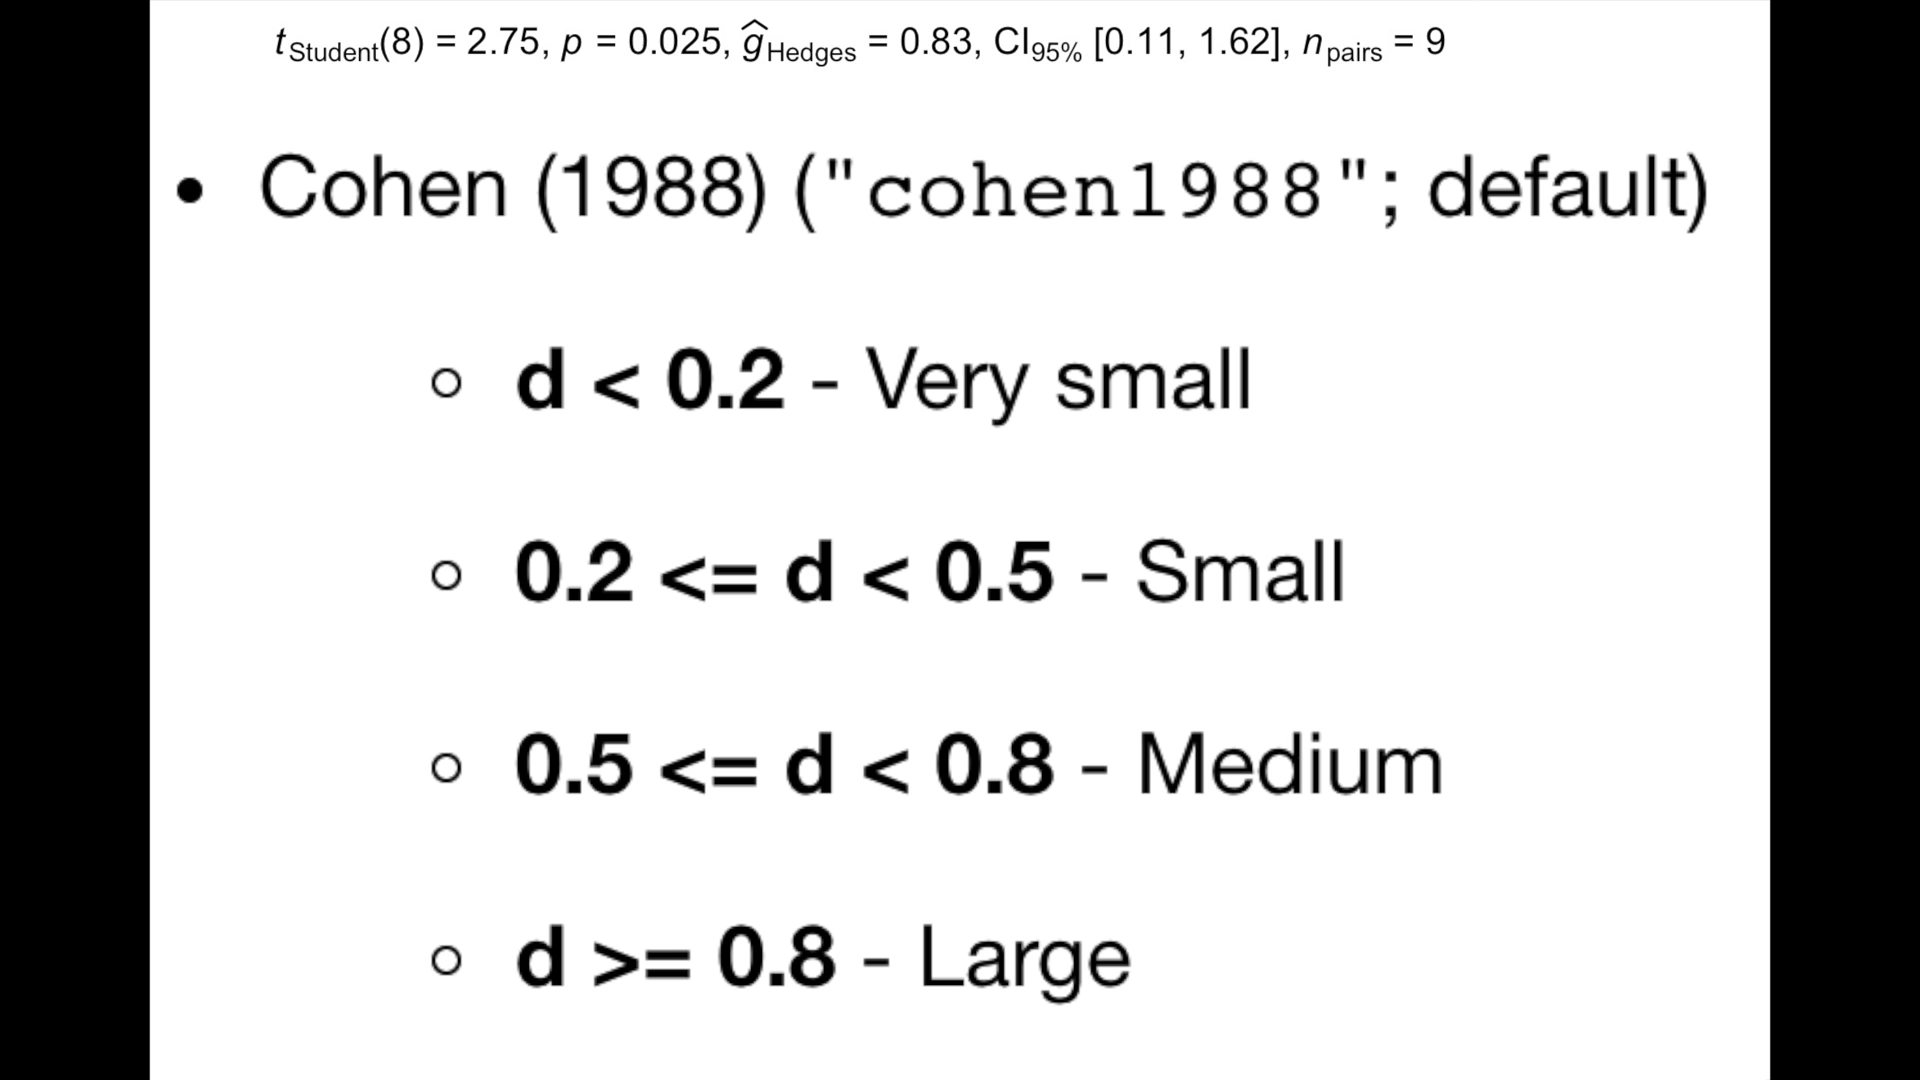 tStudent(8) = 2.75, p = 0.025, ĝHedges = 0.83, CI95% [0.11, 1.62], npairs = 9
• Cohen (1988) ("cohen1988"; default)
○ d < 0.2 - Very small
○ 0.2 <= d < 0.5 - Small
○ 0.5 <= d < 0.8 - Medium
○ d >= 0.8 - Large